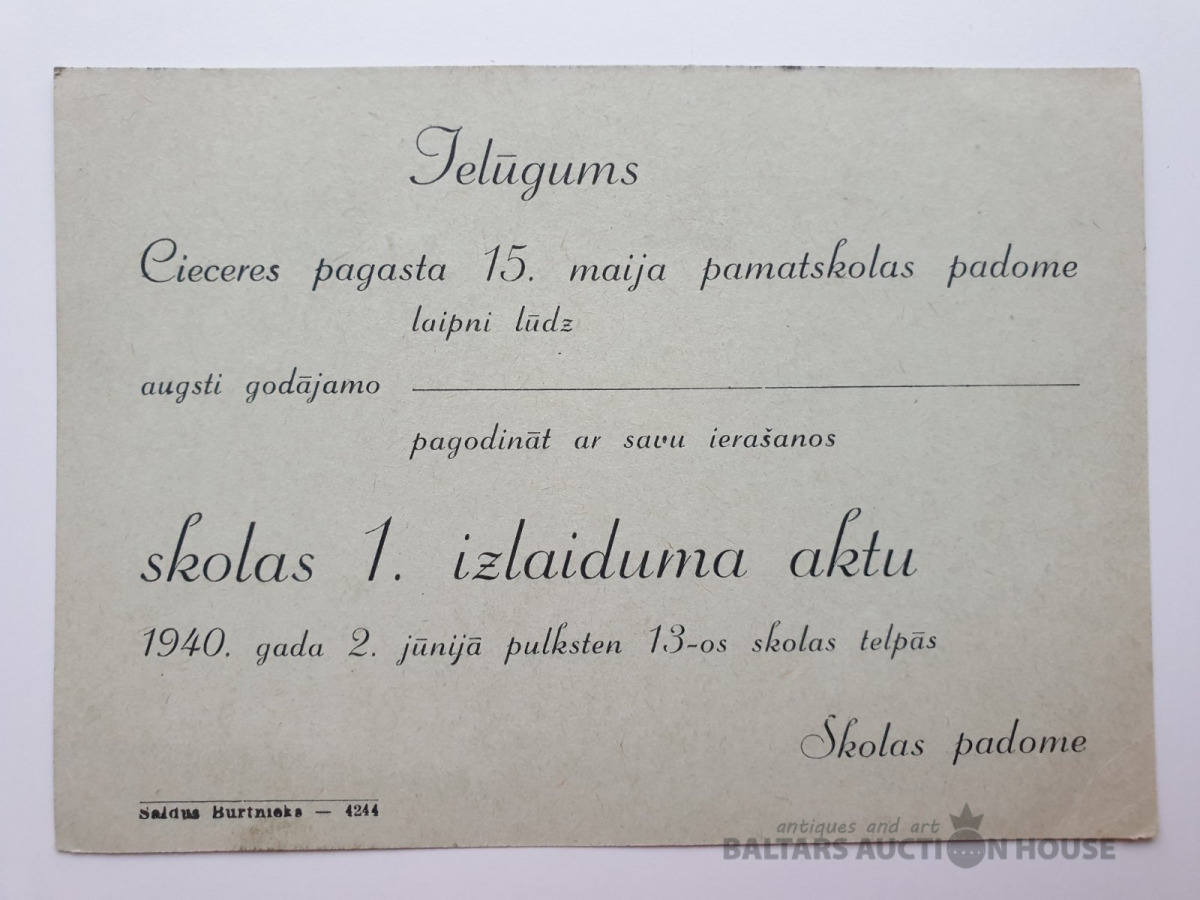 Ielūgums
Cieceres pagasta 15. maija pamatskolas padome
laipni lūdz
augsti godājamo
pagodināt ar savu ierašanos
skolas 1. izlaiduma aktu
1940. gada 2. jūnijā pulksten 13-os skolas telpās
Skolas padome
Saldus Burtnieks — 4244
antiques and art
BALTARS AUCTION HOUSE